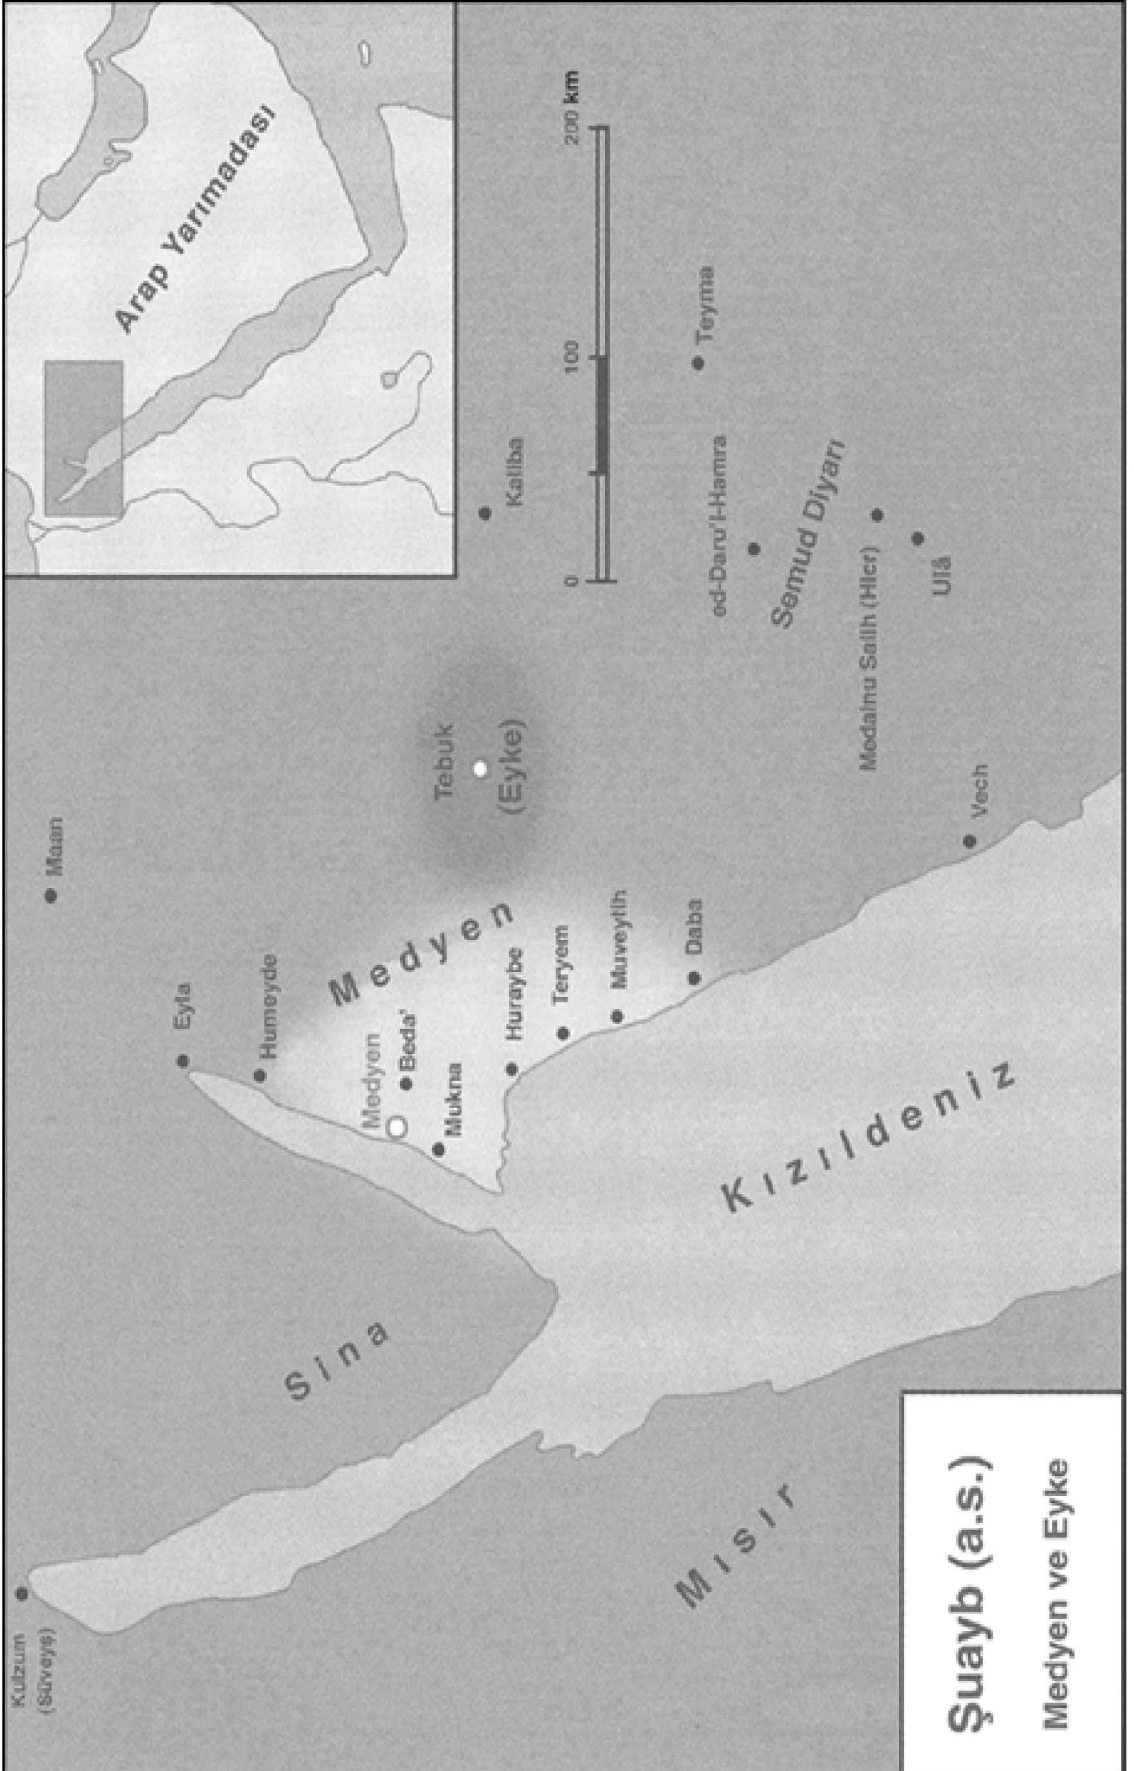 Kulzum
(Süveyş)
Maan
Eyla
Humeyde
Arap Yarımadası
Sina
Medyen
Medyen
Beda'
Mukna
Tebuk
(Eyke)
Kaliba
Huraybe
Teryem
Muveylih
Daba
0
100
200 km
Teyma
ed-Daru'l-Hamra
Semud Diyarı
Medainu Salih (Hicr)
Ulâ
Vech
Kızıldeniz
Mısır
Şuayb (a.s.)
Medyen ve Eyke